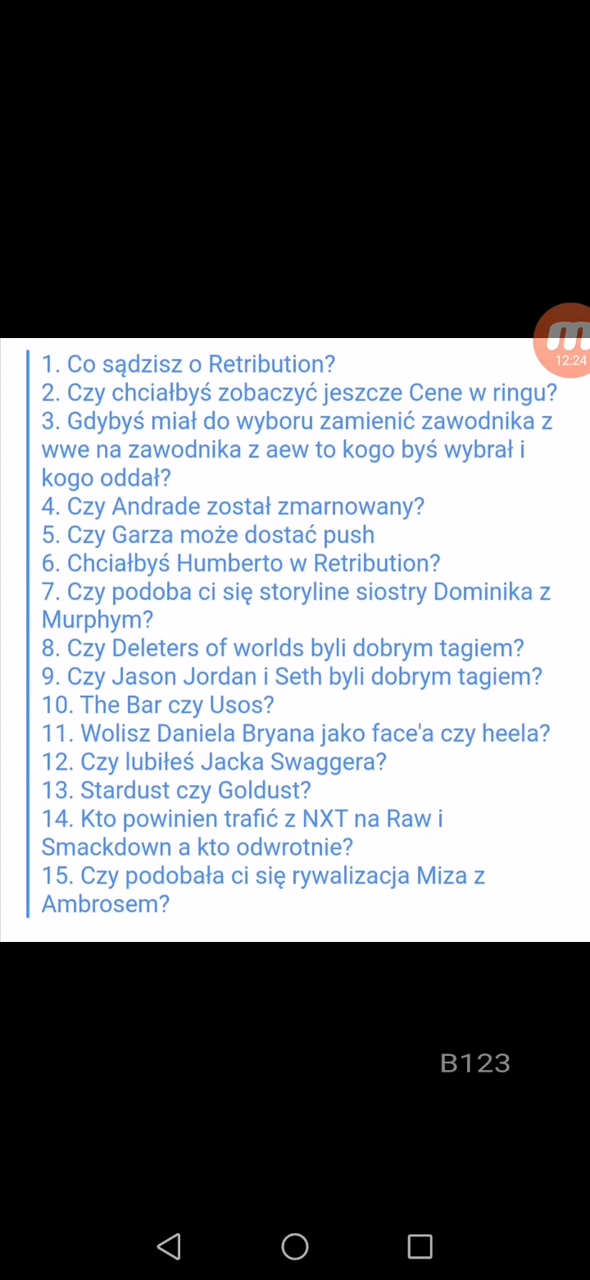 12:24
1. Co sądzisz o Retribution?
2. Czy chciałbyś zobaczyć jeszcze Cene w ringu?
3. Gdybyś miał do wyboru zamienić zawodnika z
wwe na zawodnika z aew to kogo byś wybrał i
kogo oddał?
4. Czy Andrade został zmarnowany?
5. Czy Garza może dostać push
6. Chciałbyś Humberto w Retribution?
7. Czy podoba ci się storyline siostry Dominika z
Murphym?
8. Czy Deleters of worlds byli dobrym tagiem?
9. Czy Jason Jordan i Seth byli dobrym tagiem?
10. The Bar czy Usos?
11. Wolisz Daniela Bryana jako face'a czy heela?
12. Czy lubiłeś Jacka Swaggera?
13. Stardust czy Goldust?
14. Kto powinien trafić z NXT na Raw i
Smackdown a kto odwrotnie?
15. Czy podobała ci się rywalizacja Miza z
Ambrosem?
B123